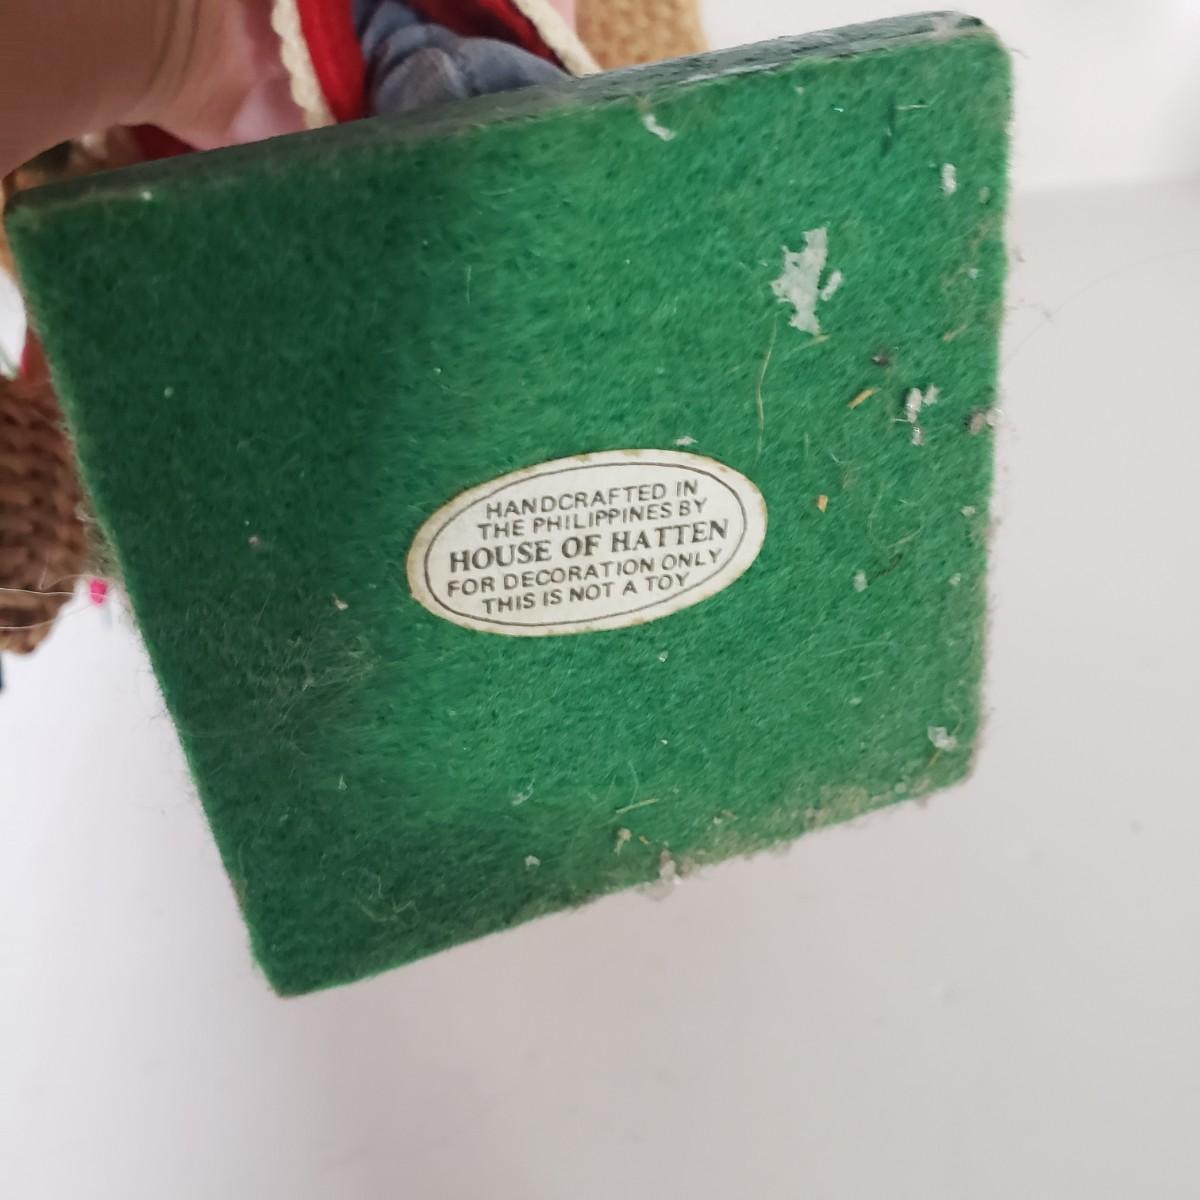 HANDCRAFTED IN
THE PHILIPPINES BY
HOUSE OF HATTEN
FOR DECORATION ONLY
THIS IS NOT A TOY